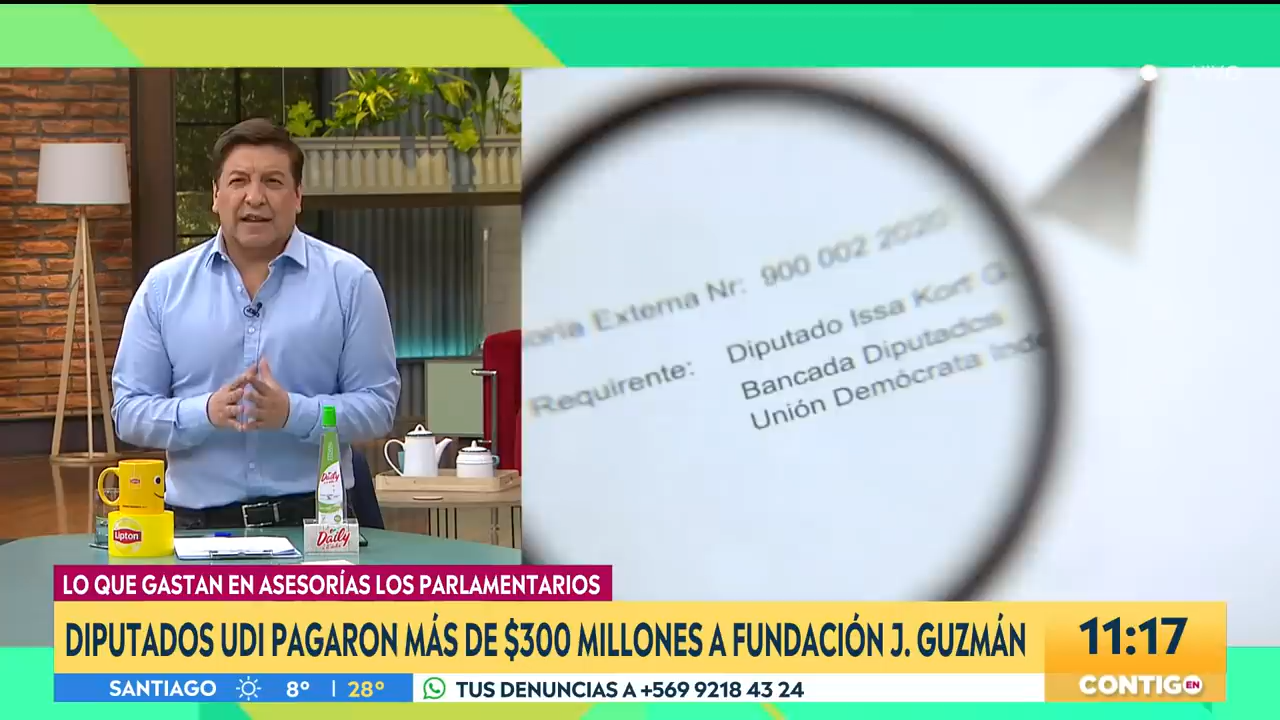 VIVO
oría Externa Nr: 900 002 2020
Requirente: Diputado Issa Kort G.
Bancada Diputados
Unión Demócrata Inde
Lipton
Daily
Daily
LO QUE GASTAN EN ASESORÍAS LOS PARLAMENTARIOS
DIPUTADOS UDI PAGARON MÁS DE $300 MILLONES A FUNDACIÓN J. GUZMÁN
11:17
SANTIAGO 8° | 28° TUS DENUNCIAS A +569 9218 43 24
CONTIGO EN